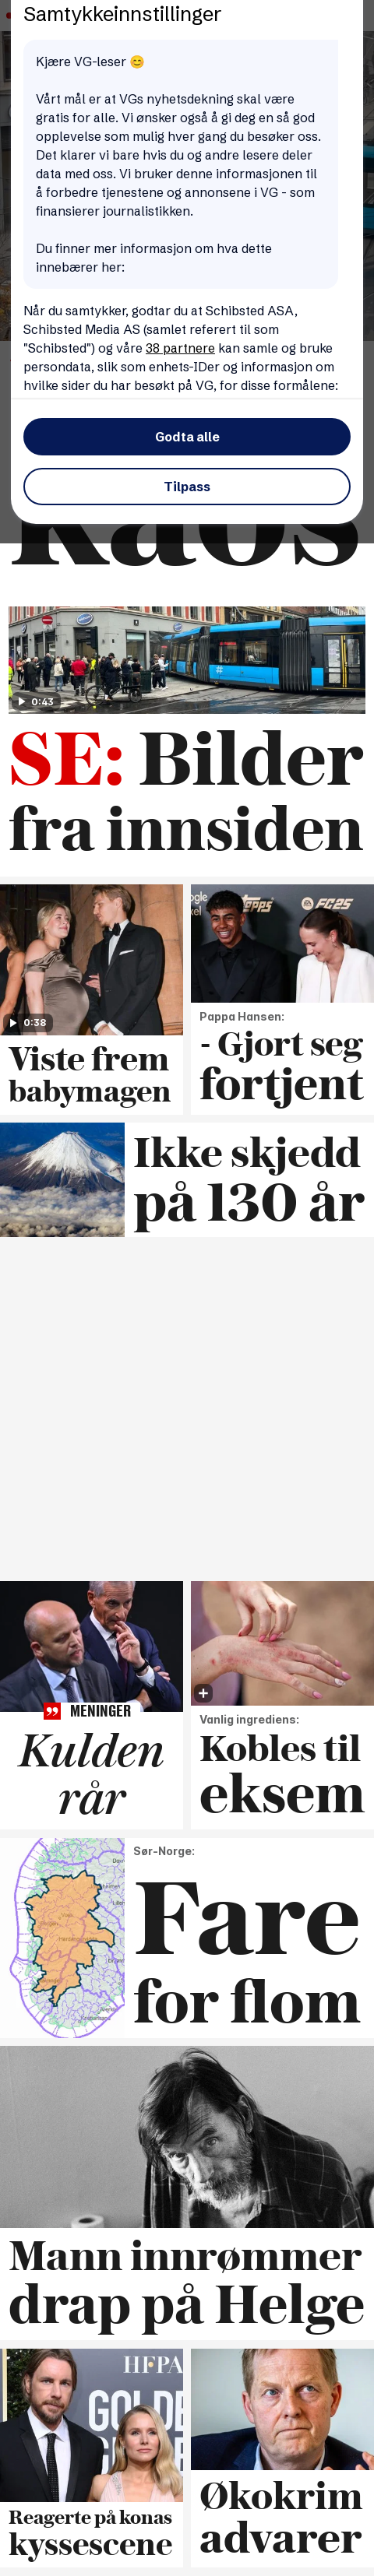 Samtykkeinnstillinger
Kjære VG-leser 😊
Vårt mål er at VGs nyhetsdekning skal være
gratis for alle. Vi ønsker også å gi deg en så god
opplevelse som mulig hver gang du besøker oss.
Det klarer vi bare hvis du og andre lesere deler
data med oss. Vi bruker denne informasjonen til
å forbedre tjenestene og annonsene i VG - som
finansierer journalistikken.
Du finner mer informasjon om hva dette
innebærer her:
Når du samtykker, godtar du at Schibsted ASA,
Schibsted Media AS (samlet referert til som
"Schibsted") og våre 38 partnere kan samle og bruke
persondata, slik som enhets-IDer og informasjon om
hvilke sider du har besøkt på VG, for disse formålene:
Godta alle
Tilpass
kaos
0:43
SE: Bilder
fra innsiden
0:38
Viste frem
babymagen
topps
FC25
Pappa Hansen:
- Gjort seg
fortjent
Ikke skjedd
på 130 år
MENINGER
Kulden
rår
Vanlig ingrediens:
Kobles til
eksem
Sør-Norge:
Fare
for flom
Mann innrømmer
drap på Helge
HFPA
GOLDE
Reagerte på konas
kyssescene
Økokrim
advarer